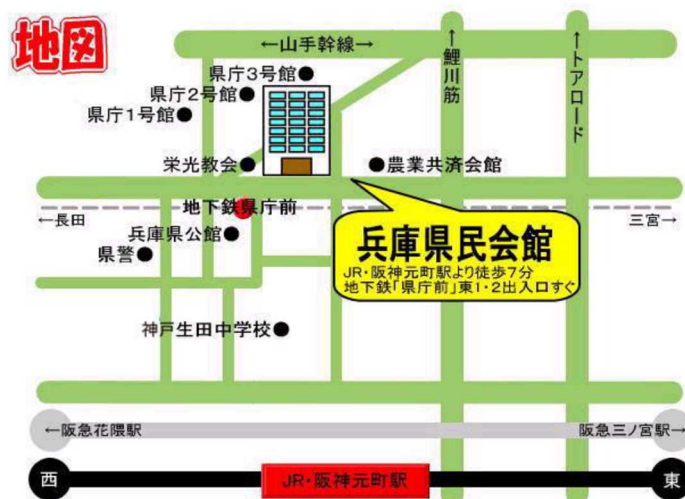 地図
←山手幹線→
↑鯉川筋
↑トアロード
県庁3号館
県庁2号館
県庁1号館
栄光教会
農業共済会館
地下鉄県庁前
←長田
三宮→
兵庫県公館
県警
兵庫県民会館
JR・阪神元町駅より徒歩7分
地下鉄「県庁前」東1・2出入口すぐ
神戸生田中学校
←阪急花隈駅
阪急三ノ宮駅→
西
JR・阪神元町駅
東